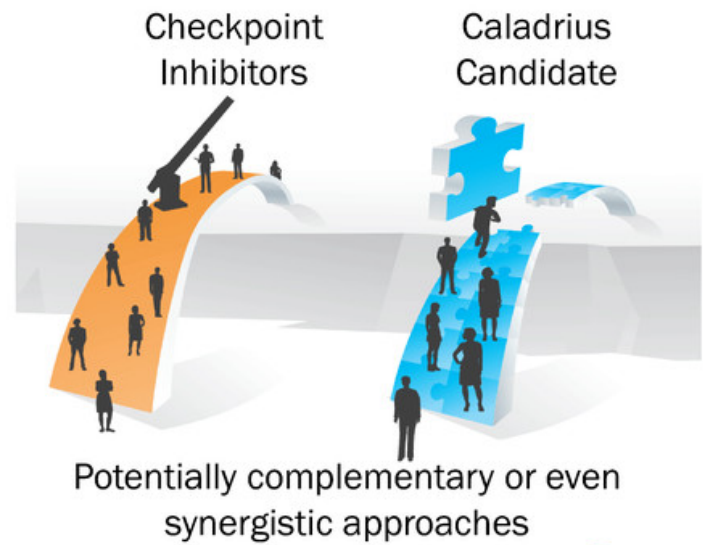 Checkpoint
Inhibitors
Caladrius
Candidate
Potentially complementary or even
synergistic approaches